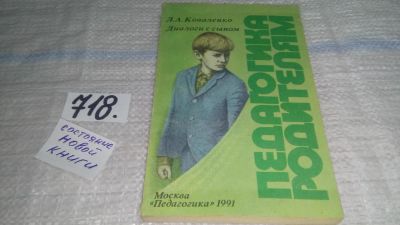 718.
состояние
новой
книги
Л.А.Коваленко
Диалоги с сыном
ПЕДАГОГИКА
РОДИТЕЛЯМ
Москва
«Педагогика» 1991